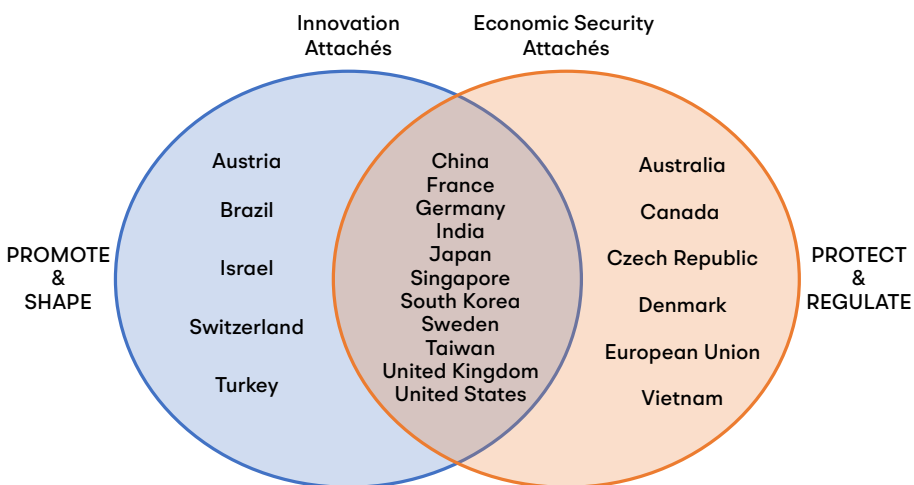 Innovation
Attachés
Economic Security
Attachés
PROMOTE
&
SHAPE
Austria
Brazil
Israel
Switzerland
Turkey
China
France
Germany
India
Japan
Singapore
South Korea
Sweden
Taiwan
United Kingdom
United States
Australia
Canada
Czech Republic
Denmark
European Union
Vietnam
PROTECT
&
REGULATE